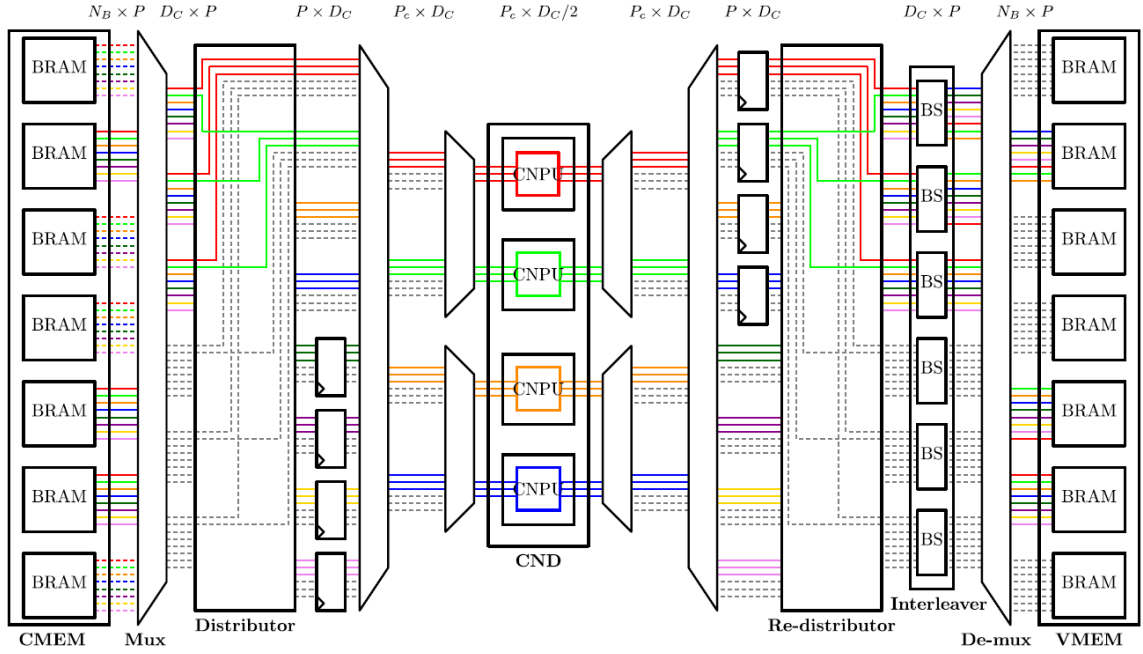 N_B × P D_C × P P × D_C P_c × D_C P_c × D_C/2 P_c × D_C P × D_C D_C × P N_B × P
BRAM BRAM
BS
BRAM BRAM
CNPU
BS
BRAM BRAM
CNPU
BS
BRAM BRAM
BS
CNPU
BRAM BRAM
BS
BRAM CNPU BRAM
BS
CND
BRAM BRAM
Interleaver
Distributor Re-distributor
CMEM Mux De-mux VMEM